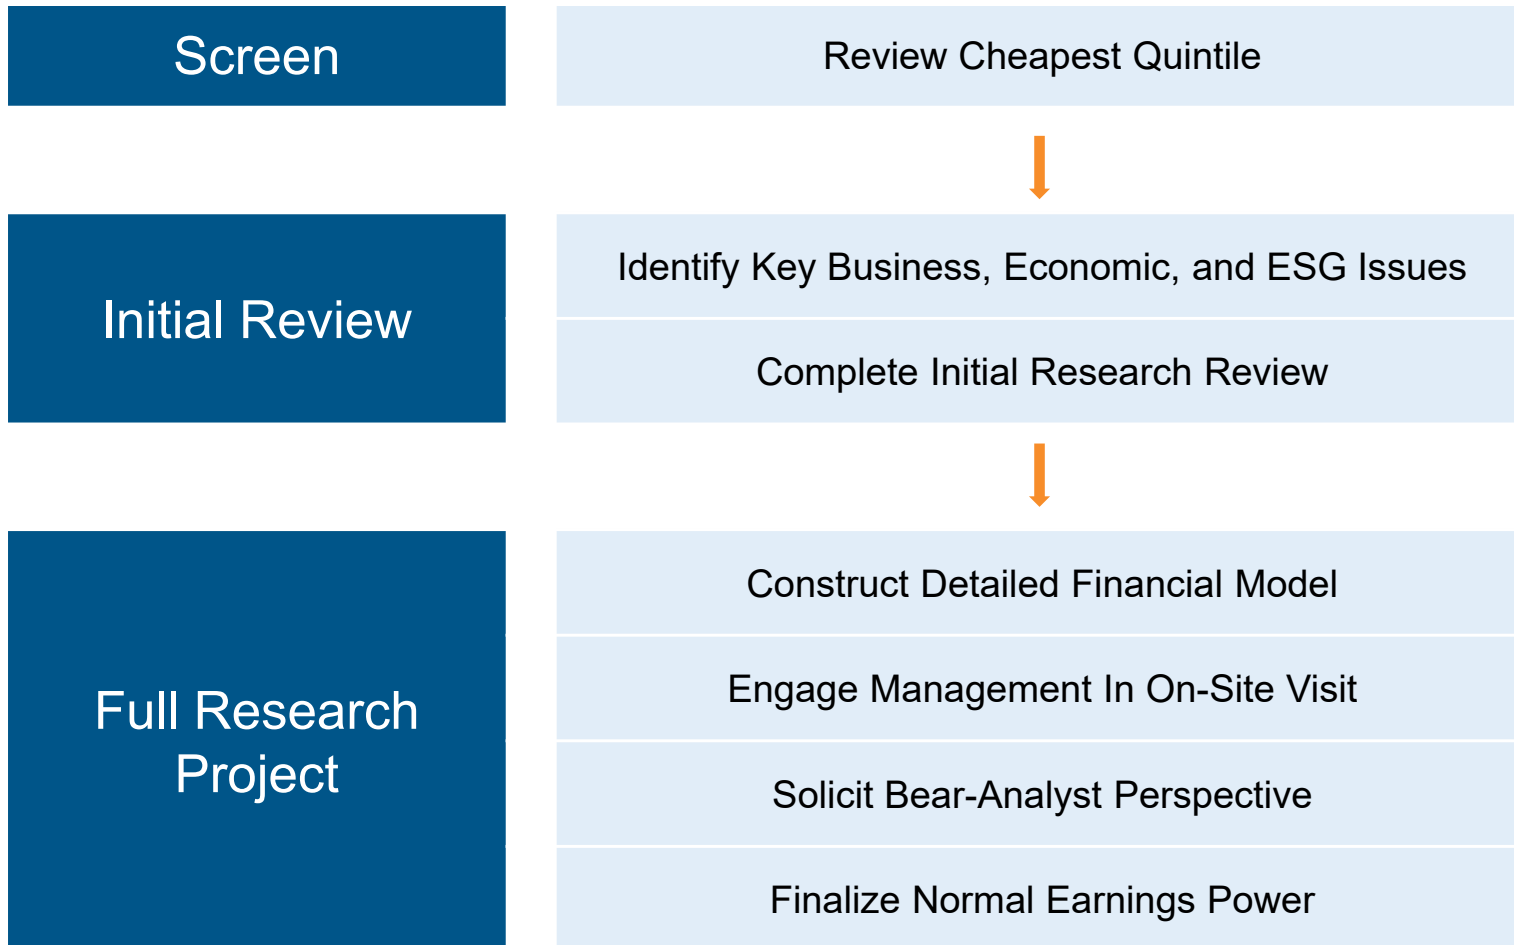 Screen
Review Cheapest Quintile
Initial Review
Identify Key Business, Economic, and ESG Issues
Complete Initial Research Review
Full Research
Project
Construct Detailed Financial Model
Engage Management In On-Site Visit
Solicit Bear-Analyst Perspective
Finalize Normal Earnings Power